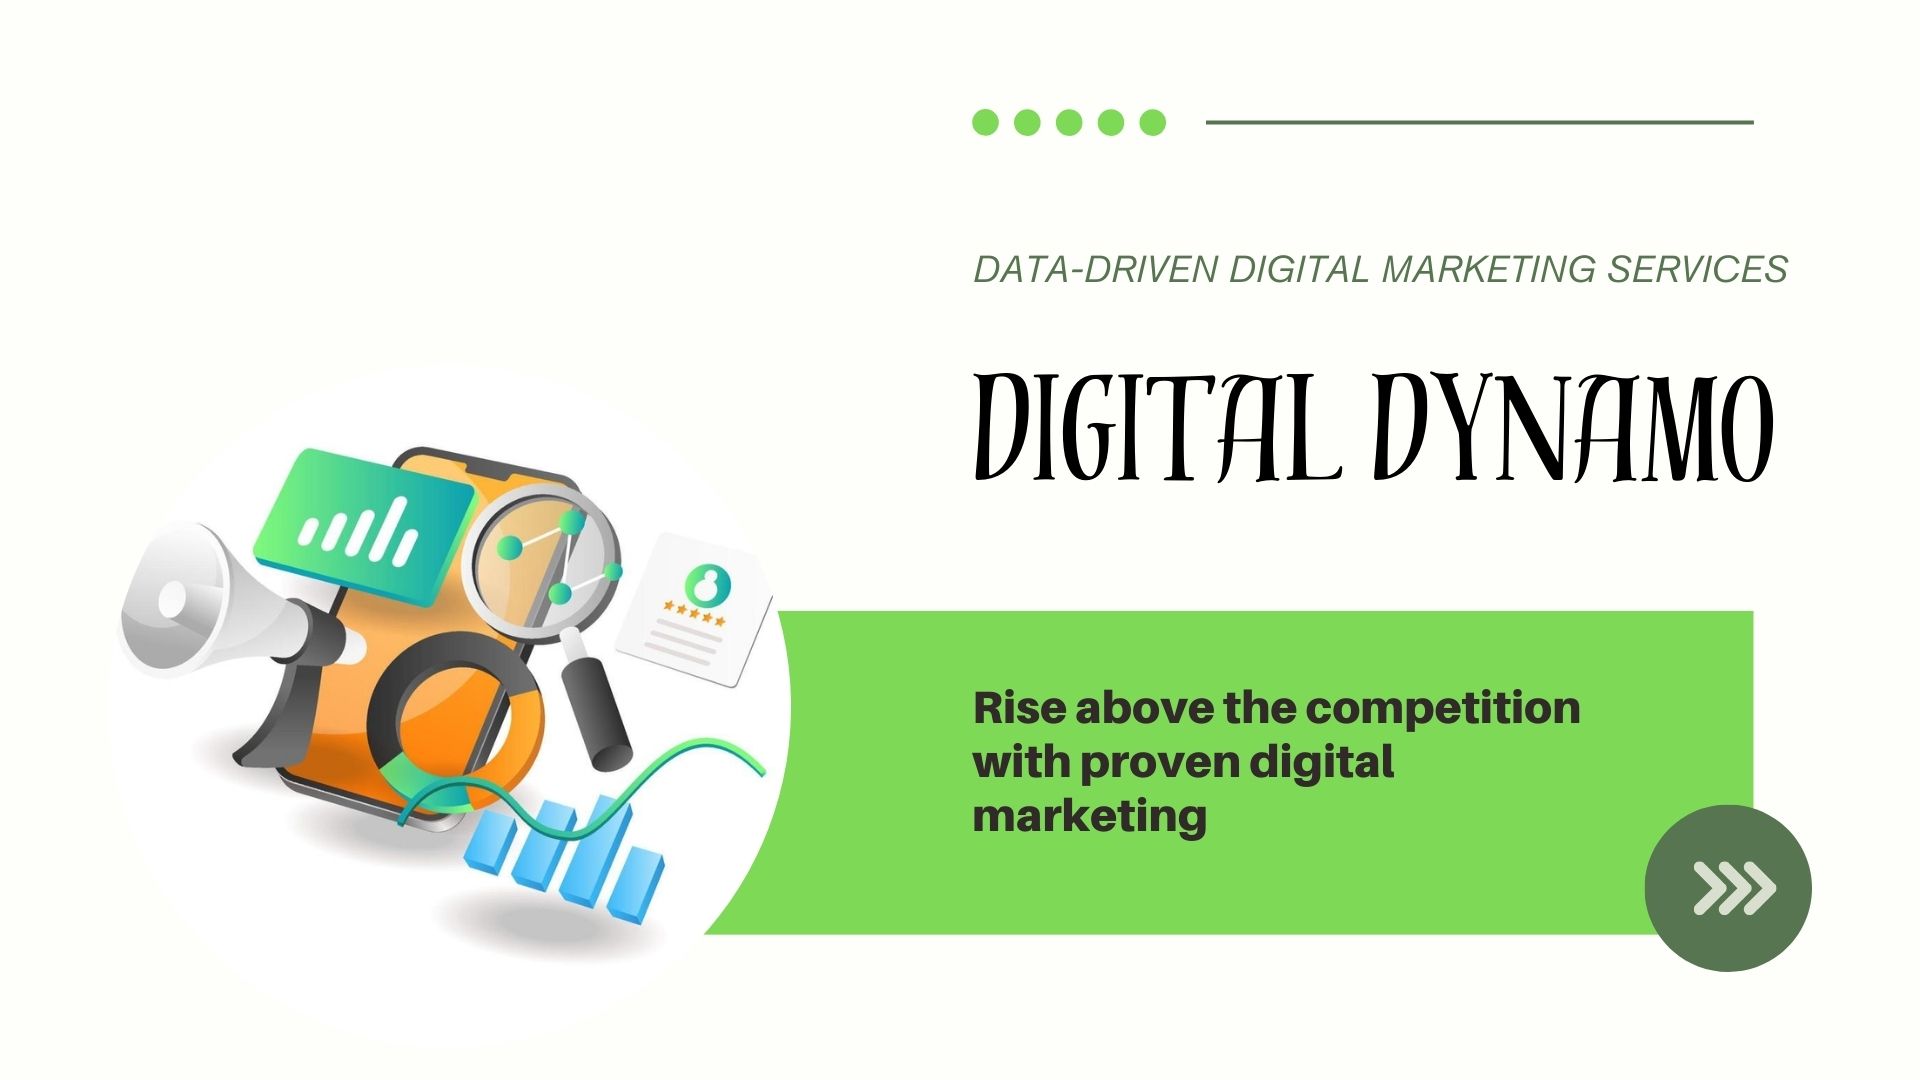 DATA-DRIVEN DIGITAL MARKETING SERVICES
DIGITAL DYNAMO
Rise above the competition
with proven digital
marketing